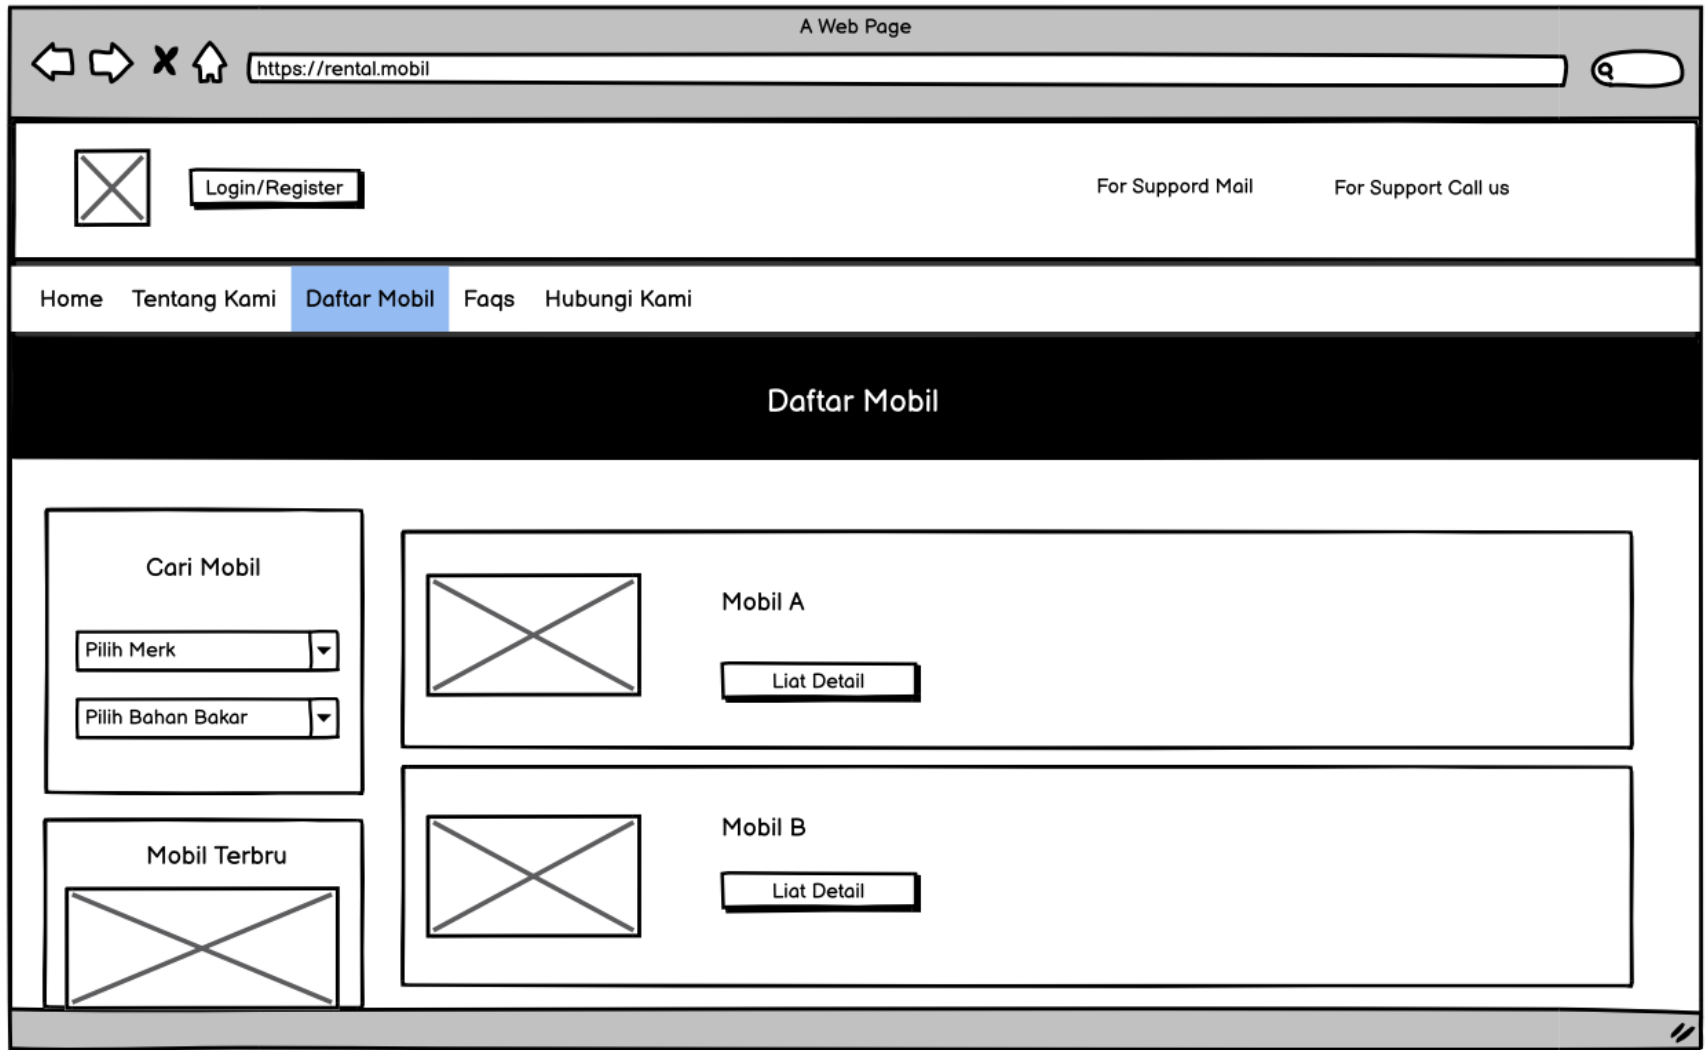 A Web Page
https://rental.mobil
Login/Register
For Suppord Mail
For Support Call us
Home Tentang Kami Daftar Mobil Faqs Hubungi Kami
Daftar Mobil
Cari Mobil
Pilih Merk
Pilih Bahan Bakar
Mobil Terbru
Mobil A
Liat Detail
Mobil B
Liat Detail